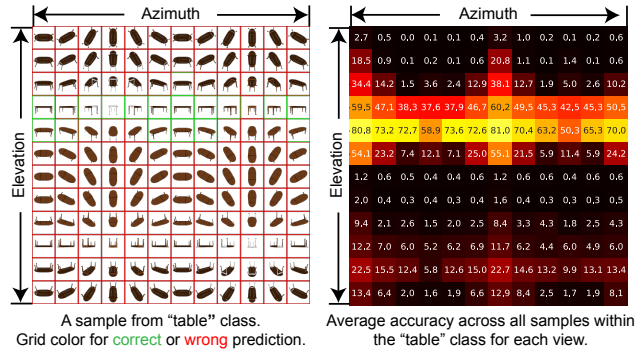 Azimuth
Azimuth
Elevation
Elevation
2,7 0,5 0,0 0,1 0,4 3,2 1,0 0,2 0,1 0,2 0,6
18,5 0,9 0,1 0,2 0,1 0,6 20,8 1,1 0,1 0,4 0,6
34,4 14,2 1,5 3,6 2,4 12,9 38,1 12,7 1,9 5,0 2,6 10,2
59,5 47,1 38,3 37,6 37,9 46,7 60,2 49,5 45,3 42,5 45,3 50,5
80,8 73,2 72,7 58,9 73,6 72,6 81,0 70,4 63,2 50,3 65,3 70,0
54,1 23,2 7,4 12,1 7,1 25,0 55,1 21,5 5,9 11,4 5,9 24,2
1,2 0,6 0,5 0,4 0,6 0,6 1,2 0,5 0,6 0,4 0,5 0,6
2,0 0,4 0,3 0,4 0,5 0,4 1,6 0,5 0,4 0,5 0,3 0,5
9,4 2,1 2,6 1,5 2,0 2,5 8,4 3,3 4,3 1,8 2,5 4,3
12,2 7,0 6,0 5,2 6,2 6,9 11,7 6,2 4,4 6,0 4,9 6,0
22,5 15,5 12,4 5,8 12,6 15,0 22,7 14,6 13,2 9,9 13,1 13,4
13,4 6,4 2,0 1,6 1,9 6,6 12,9 8,4 2,5 1,7 2,9 8,1
A sample from “table” class.
Grid color for correct or wrong prediction.
Average accuracy across all samples within
the “table” class for each view.